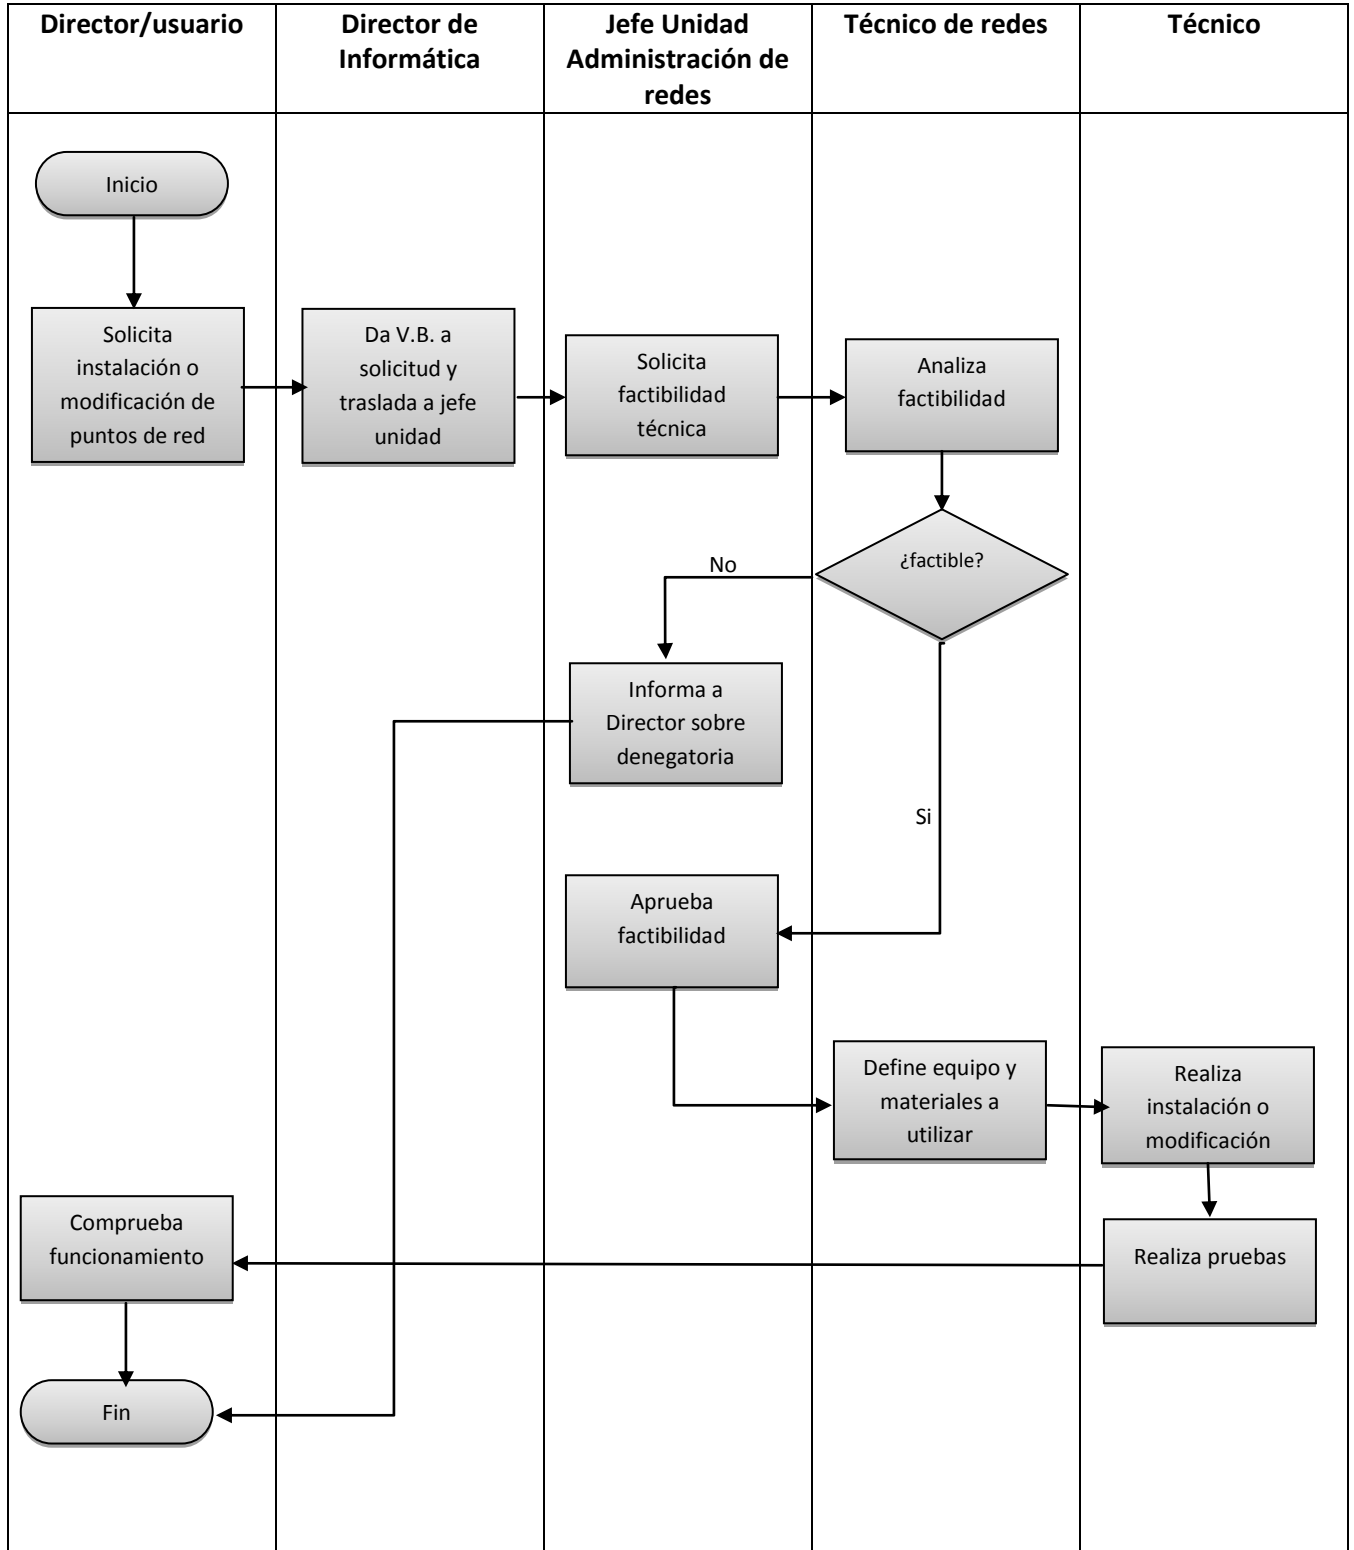 Director/usuario
Director de
Informática
Jefe Unidad
Administración de
redes
Técnico de redes
Técnico
Inicio
Solicita
instalación o
modificación de
puntos de red
Da V.B. a
solicitud y
traslada a jefe
unidad
Solicita
factibilidad
técnica
Analiza
factibilidad
¿factible?
No
Informa a
Director sobre
denegatoria
Si
Aprueba
factibilidad
Define equipo y
materiales a
utilizar
Realiza
instalación o
modificación
Realiza pruebas
Comprueba
funcionamiento
Fin